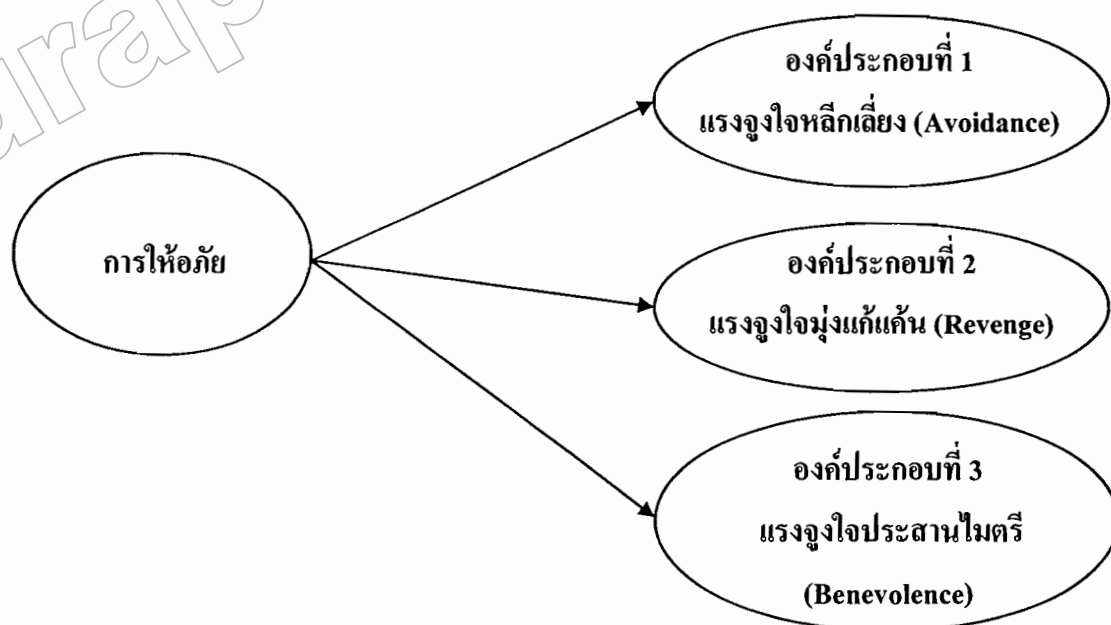 องค์ประกอบที่ 1
แรงจูงใจหลีกเลี่ยง (Avoidance)
การให้อภัย
องค์ประกอบที่ 2
แรงจูงใจมุ่งแก้แค้น (Revenge)
องค์ประกอบที่ 3
แรงจูงใจประสานไมตรี
(Benevolence)